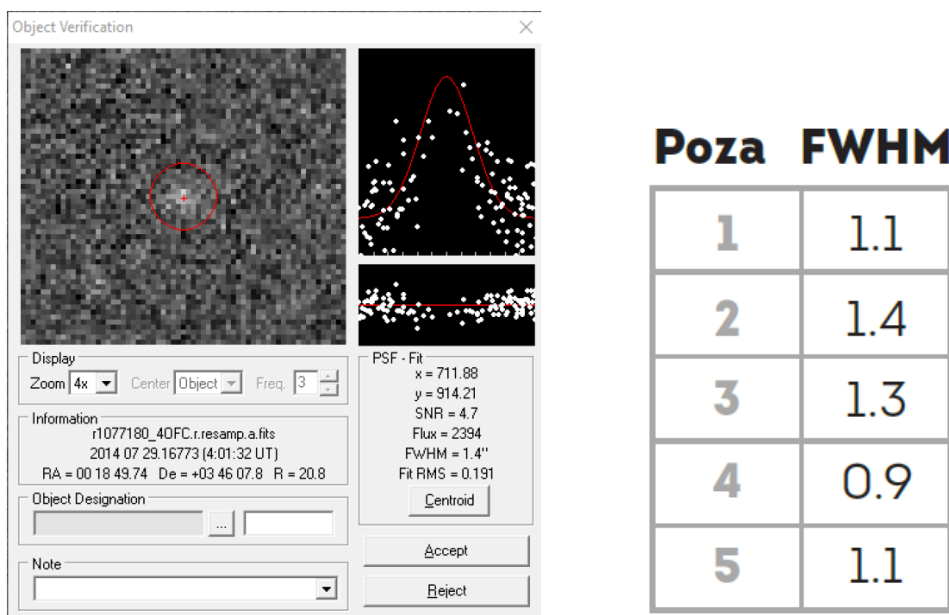 Object Verification
Display
Zoom 4x Center Object Freq. 3
Information
r1077180_4OFC.r.resamp.a.fits
2014 07 29.16773 (4:01:32 UT)
RA = 00 18 49.74 De = +03 46 07.8 R = 20.8
Object Designation
...
Note
PSF - Fit
x = 711.88
y = 914.21
SNR = 4.7
Flux = 2394
FWHM = 1.4"
Fit RMS = 0.191
Centroid
Accept
Reject
Poza FWHM
1 1.1
2 1.4
3 1.3
4 0.9
5 1.1